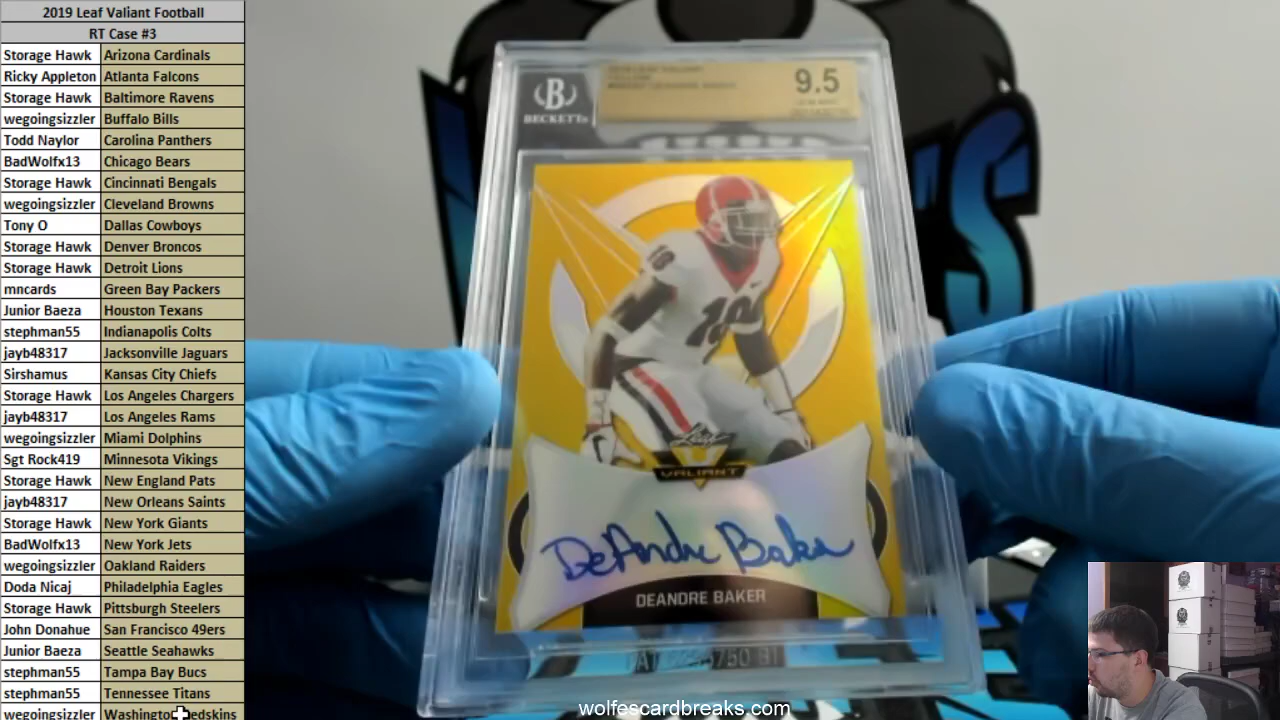 2019 Leaf Valiant Football
RT Case #3
Storage Hawk Arizona Cardinals
Ricky Appleton Atlanta Falcons
Storage Hawk Baltimore Ravens
wegoingsizzler Buffalo Bills
Todd Naylor Carolina Panthers
BadWolfx13 Chicago Bears
Storage Hawk Cincinnati Bengals
wegoingsizzler Cleveland Browns
Tony O Dallas Cowboys
Storage Hawk Denver Broncos
Storage Hawk Detroit Lions
mncards Green Bay Packers
Junior Baeza Houston Texans
stephman55 Indianapolis Colts
jayb48317 Jacksonville Jaguars
Sirshamus Kansas City Chiefs
Storage Hawk Los Angeles Chargers
jayb48317 Los Angeles Rams
wegoingsizzler Miami Dolphins
Sgt Rock419 Minnesota Vikings
Storage Hawk New England Pats
jayb48317 New Orleans Saints
Storage Hawk New York Giants
BadWolfx13 New York Jets
wegoingsizzler Oakland Raiders
Doda Nicaj Philadelphia Eagles
Storage Hawk Pittsburgh Steelers
John Donahue San Francisco 49ers
Junior Baeza Seattle Seahawks
stephman55 Tampa Bay Bucs
stephman55 Tennessee Titans
wegoingsizzler
B
BECKETT
9.5
18
18
Leaf
VALIANT
DeAndre Baker
DEANDRE BAKER
'S
wolfescardbreaks.com